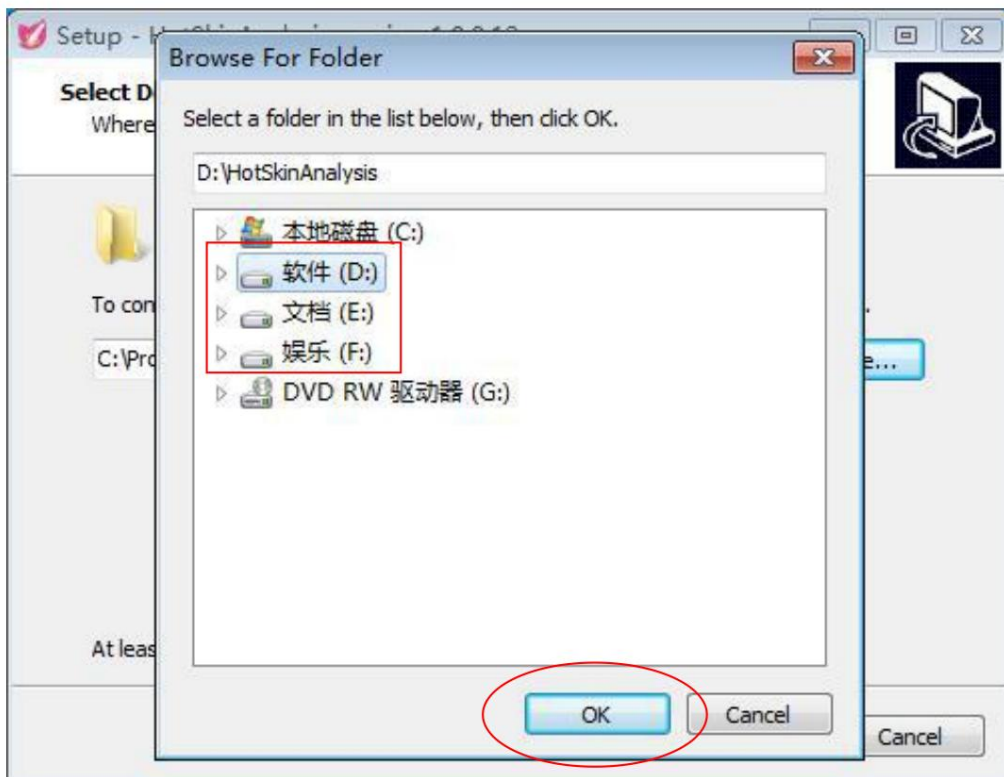 Setup -
Browse For Folder
Select D
Where
Select a folder in the list below, then click OK.
D:\HotSkinAnalysis
本地磁盘 (C:)
软件 (D:)
To con
文档 (E:)
C:\Pro
娱乐 (F:)
e...
DVD RW 驱动器 (G:)
At leas
OK
Cancel
Cancel